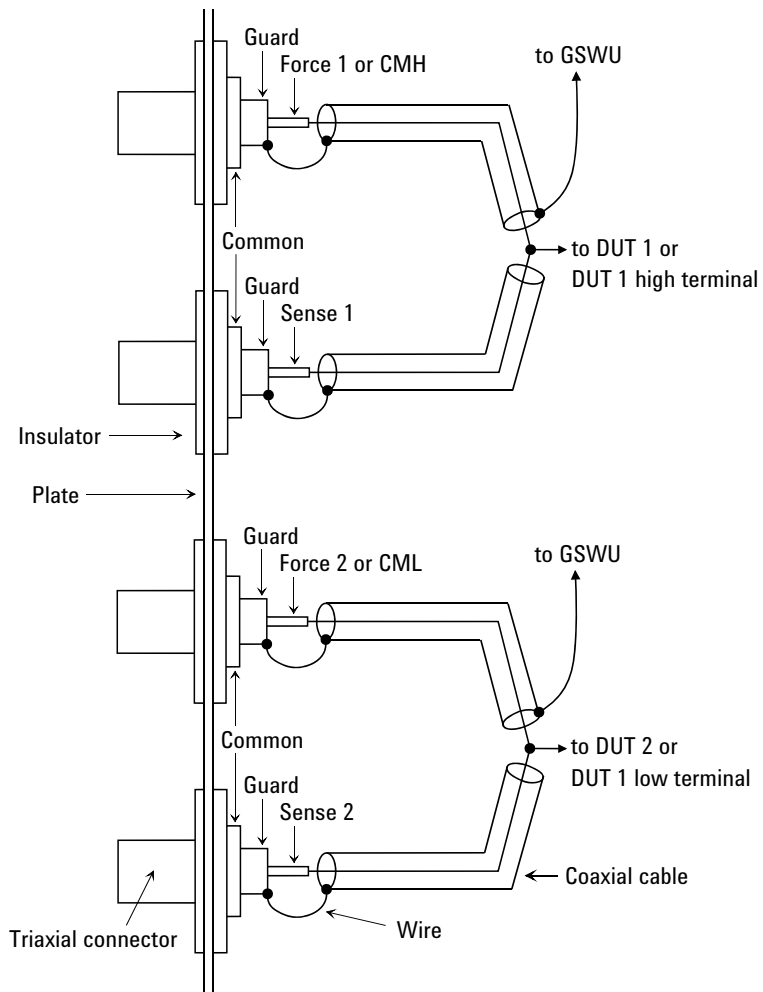 Guard
Force 1 or CMH
to GSWU
Common
to DUT 1 or
DUT 1 high terminal
Guard
Sense 1
Insulator
Plate
Guard
Force 2 or CML
to GSWU
Common
to DUT 2 or
DUT 1 low terminal
Guard
Sense 2
Coaxial cable
Wire
Triaxial connector